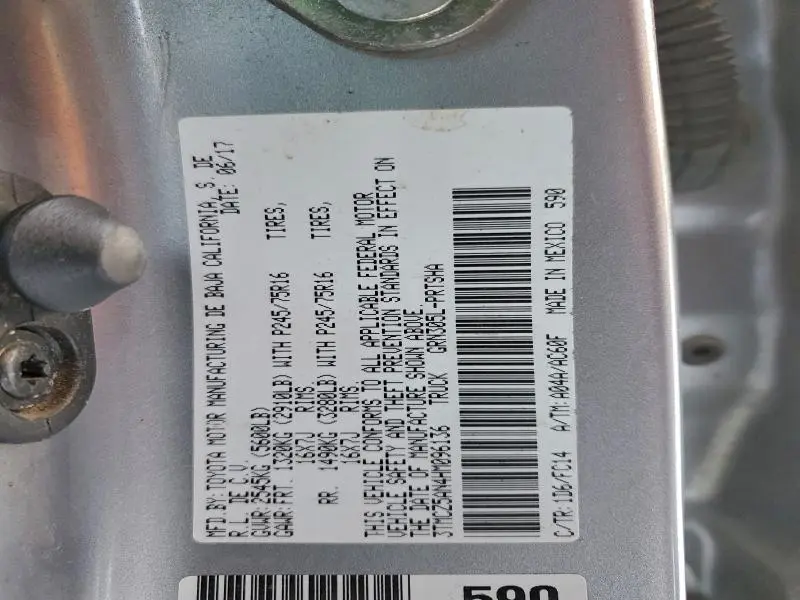 MFD BY: TOYOTA MOTOR MANUFACTURING DE BAJA CALIFORNIA, S. DE
R.L. DE C.V. DATE: 06/17
GVWR: 2545KG (5600LB)
GAWR: FRT. 1320KG (2910LB) WITH P245/75R16 TIRES,
16X7J RIMS.
RR. 1490KG (3280LB) WITH P245/75R16 TIRES,
16X7J RIMS.
THIS VEHICLE CONFORMS TO ALL APPLICABLE FEDERAL MOTOR
VEHICLE SAFETY AND THEFT PREVENTION STANDARDS IN EFFECT ON
THE DATE OF MANUFACTURE SHOWN ABOVE.
3TMCZ5AN4HM096136 TRUCK GRN305L-PRTSHA
C/TR: 1D6/FC14 A/TM: A04A/AC60F MADE IN MEXICO 590
590